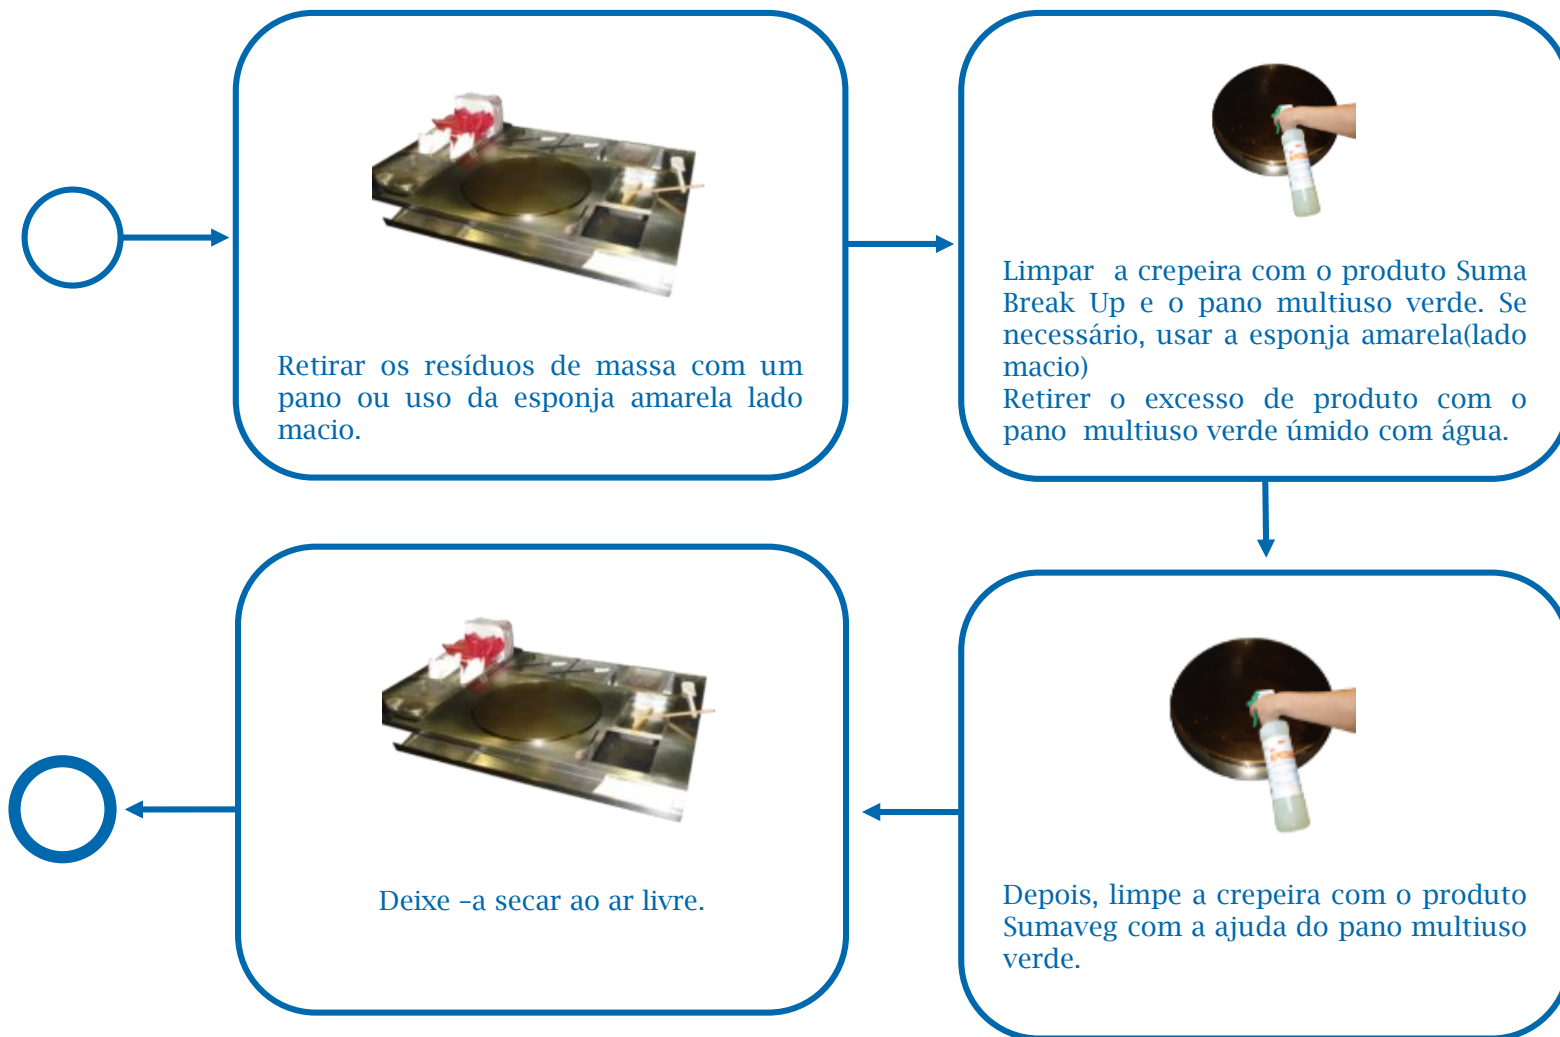 Retirar os resíduos de massa com um
pano ou uso da esponja amarela lado
macio.
Limpar a crepeira com o produto Suma
Break Up e o pano multiuso verde. Se
necessário, usar a esponja amarela(lado
macio)
Retirer o excesso de produto com o
pano multiuso verde úmido com água.
Depois, limpe a crepeira com o produto
Sumaveg com a ajuda do pano multiuso
verde.
Deixe –a secar ao ar livre.